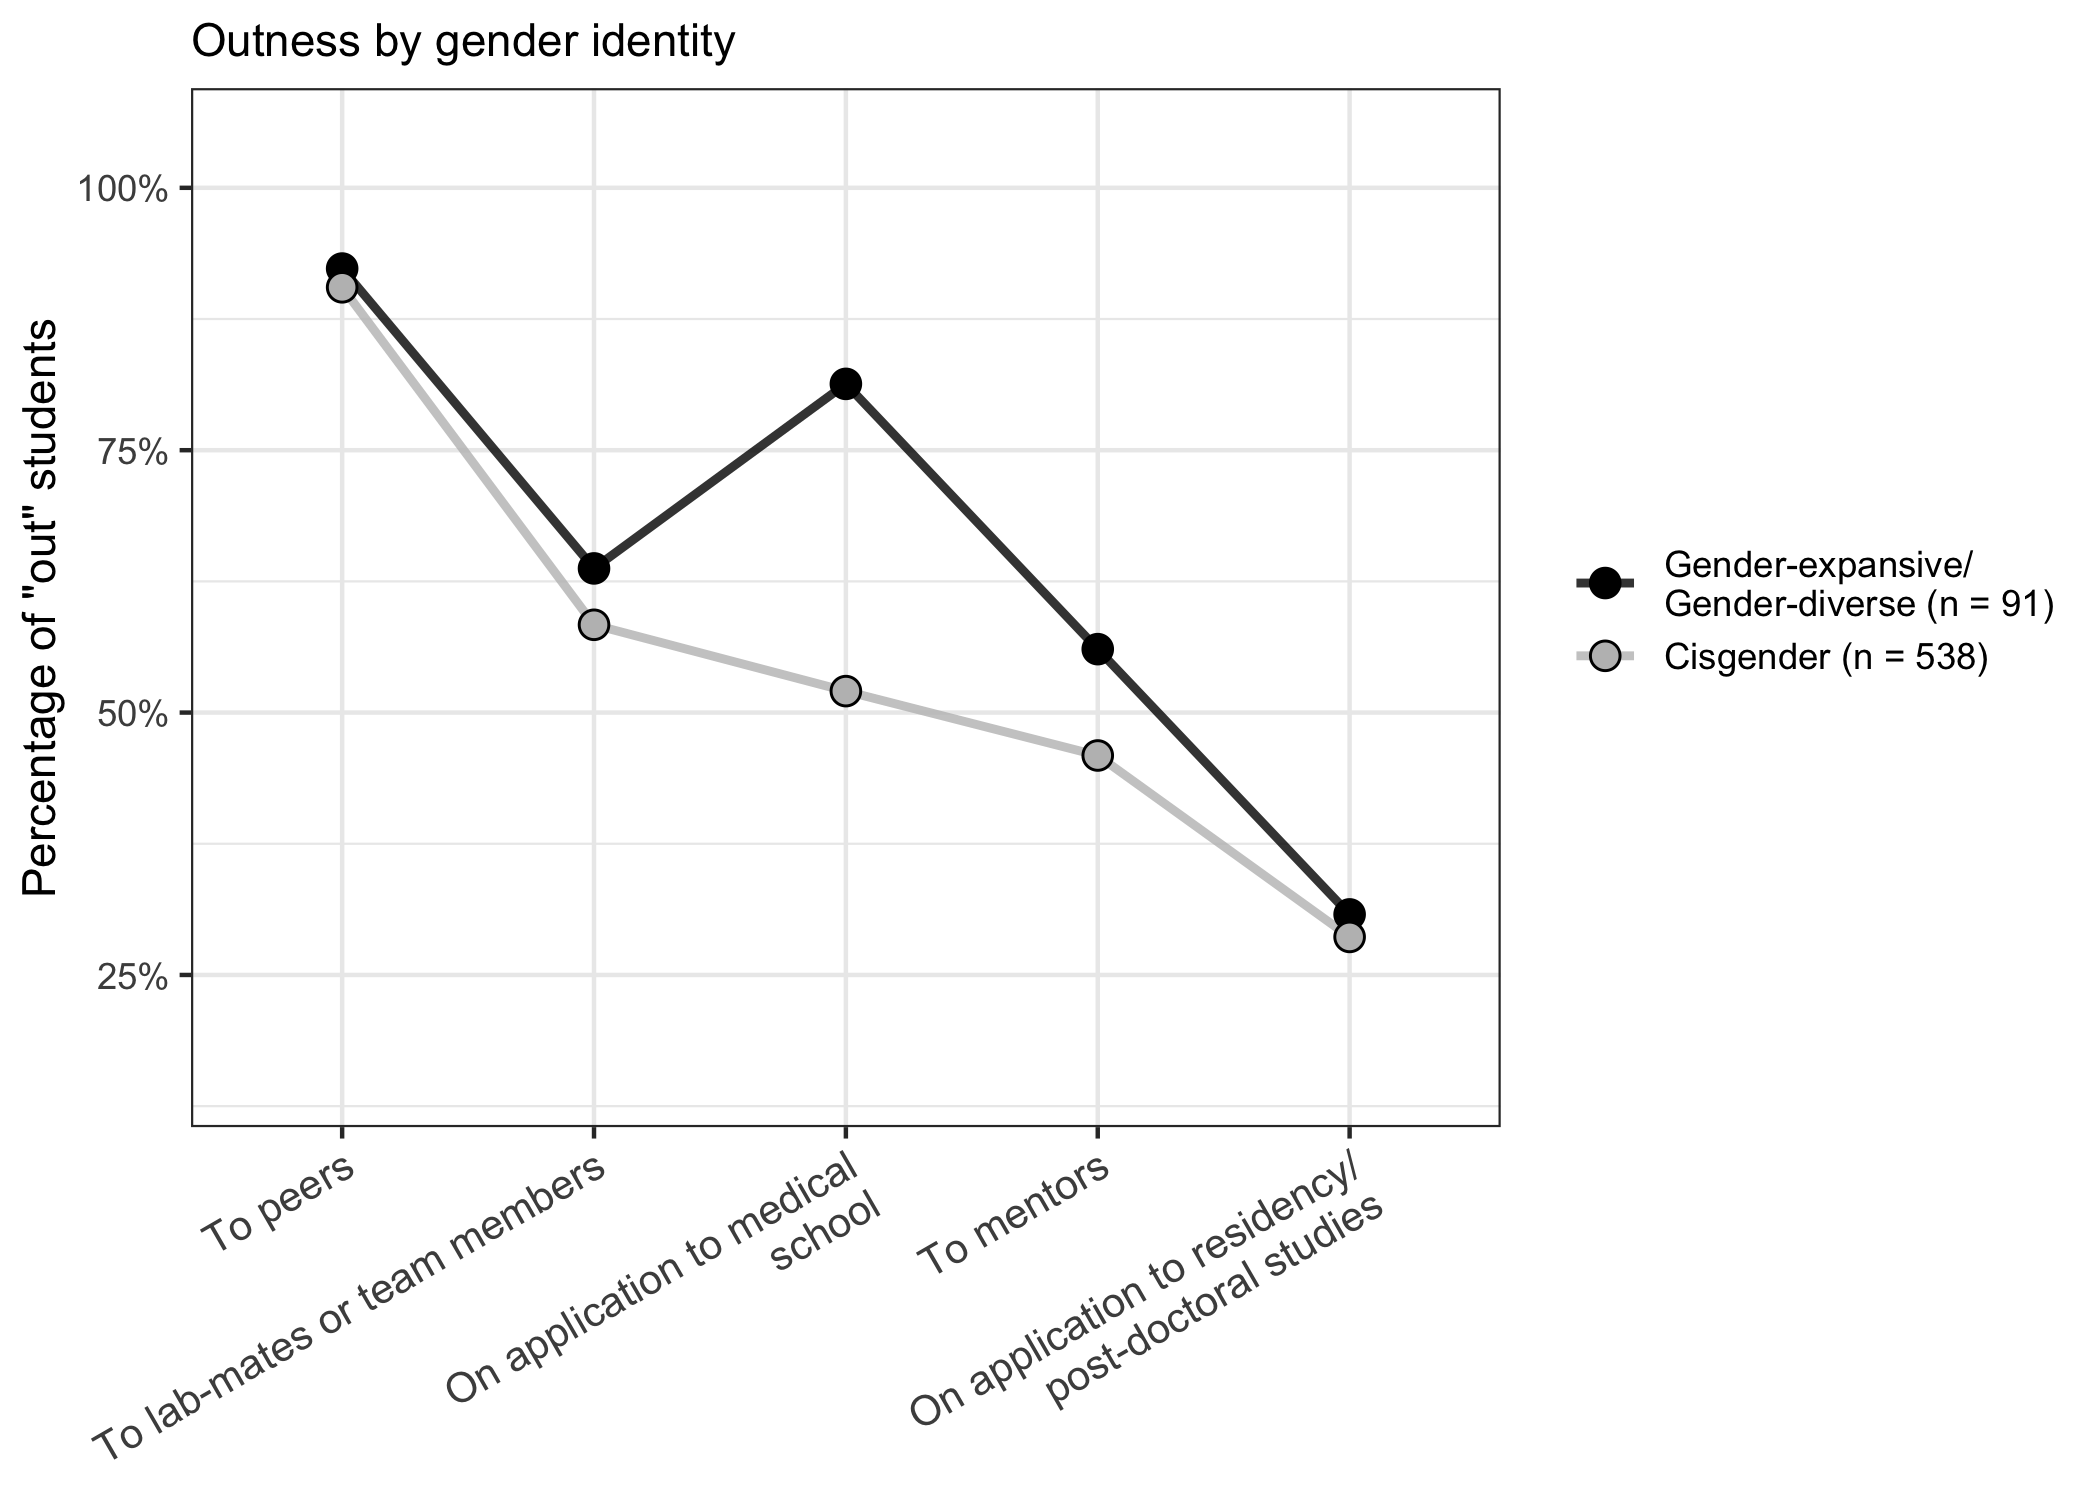 Outness by gender identity
Percentage of "out" students
100%
75%
50%
25%
To peers
To lab-mates or team members
On application to medical
school
To mentors
On application to residency/
post-doctoral studies
Gender-expansive/
Gender-diverse (n = 91)
Cisgender (n = 538)